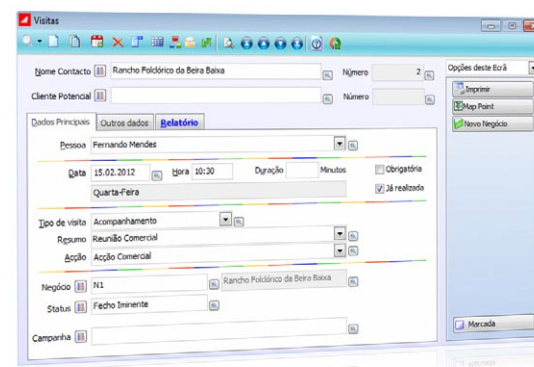 Visitas
Nome Contacto Rancho Folclórico da Beira Baixa Número 2
Cliente Potencial Número
Opções deste Ecrã
Imprimir
Map Point
Novo Negócio
Dados Principais Outros dados Relatório
Pessoa Fernando Mendes
Data 15.02.2012 Hora 10:30 Duração Minutos Obrigatória
Quarta-Feira Já realizada
Tipo de visita Acompanhamento
Resumo Reunião Comercial
Acção Acção Comercial
Negócio N1 Rancho Folclórico da Beira Baixa
Status Fecho Iminente
Campanha
Marcada